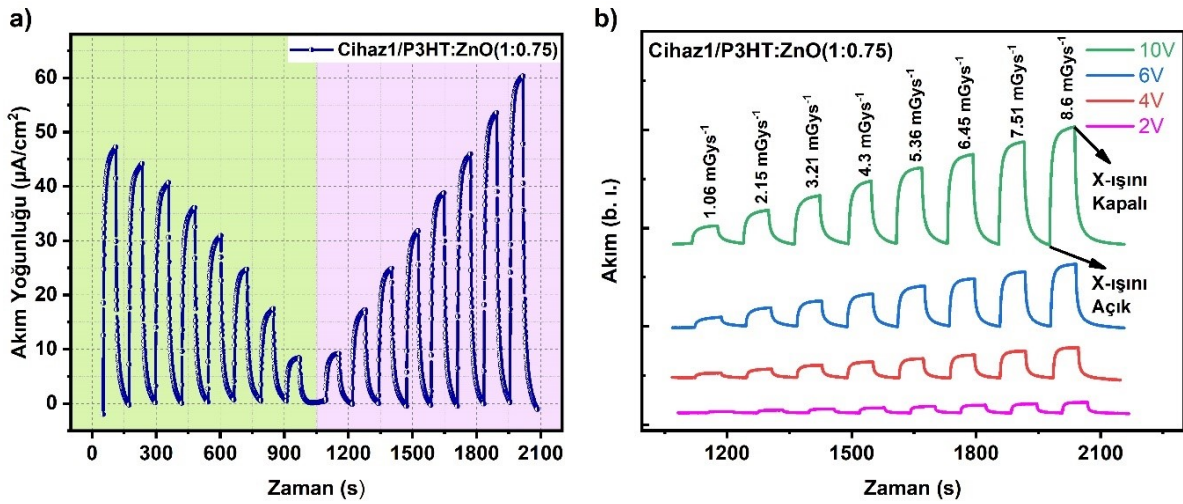 a)
Cihaz1/P3HT:ZnO(1:0.75)
Akım Yoğunluğu (µA/cm²)
60
50
40
30
20
10
0
0 300 600 900 1200 1500 1800 2100
Zaman (s)
b)
Cihaz1/P3HT:ZnO(1:0.75)
10V
6V
4V
2V
1.06 mGys⁻¹
2.15 mGys⁻¹
3.21 mGys⁻¹
4.3 mGys⁻¹
5.36 mGys⁻¹
6.45 mGys⁻¹
7.51 mGys⁻¹
8.6 mGys⁻¹
X-ışını
Kapalı
X-ışını
Açık
Akım (b. ı.)
1200 1500 1800 2100
Zaman (s)